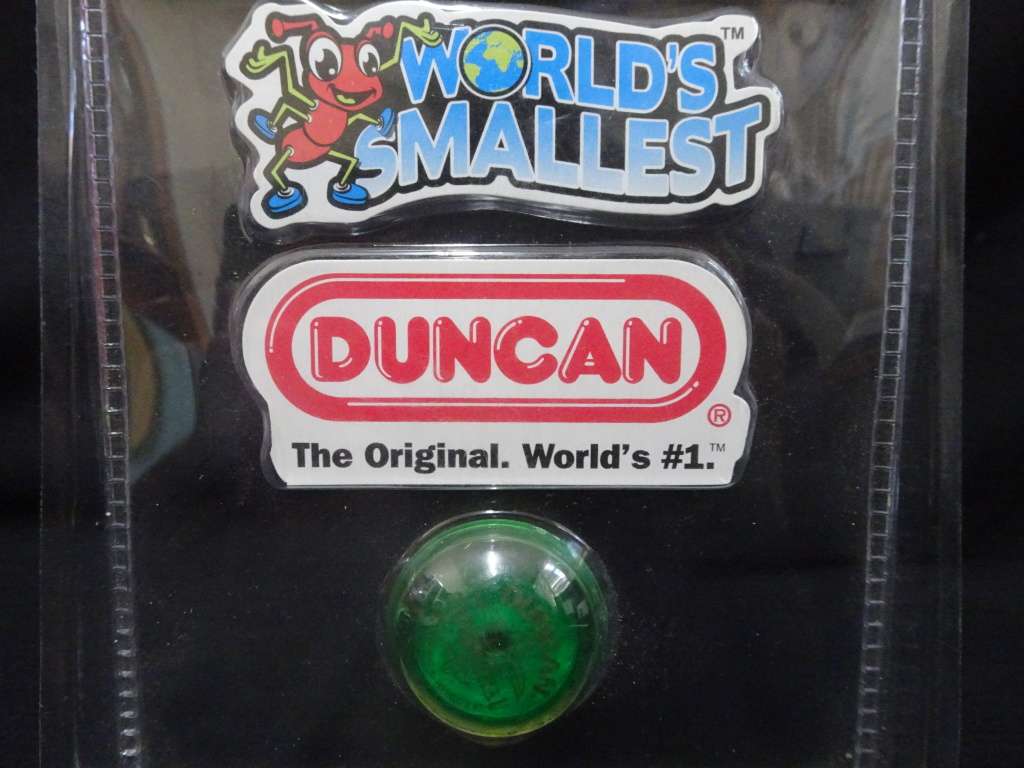 WORLD'S™
SMALLEST
DUNCAN
®
The Original. World's #1.™